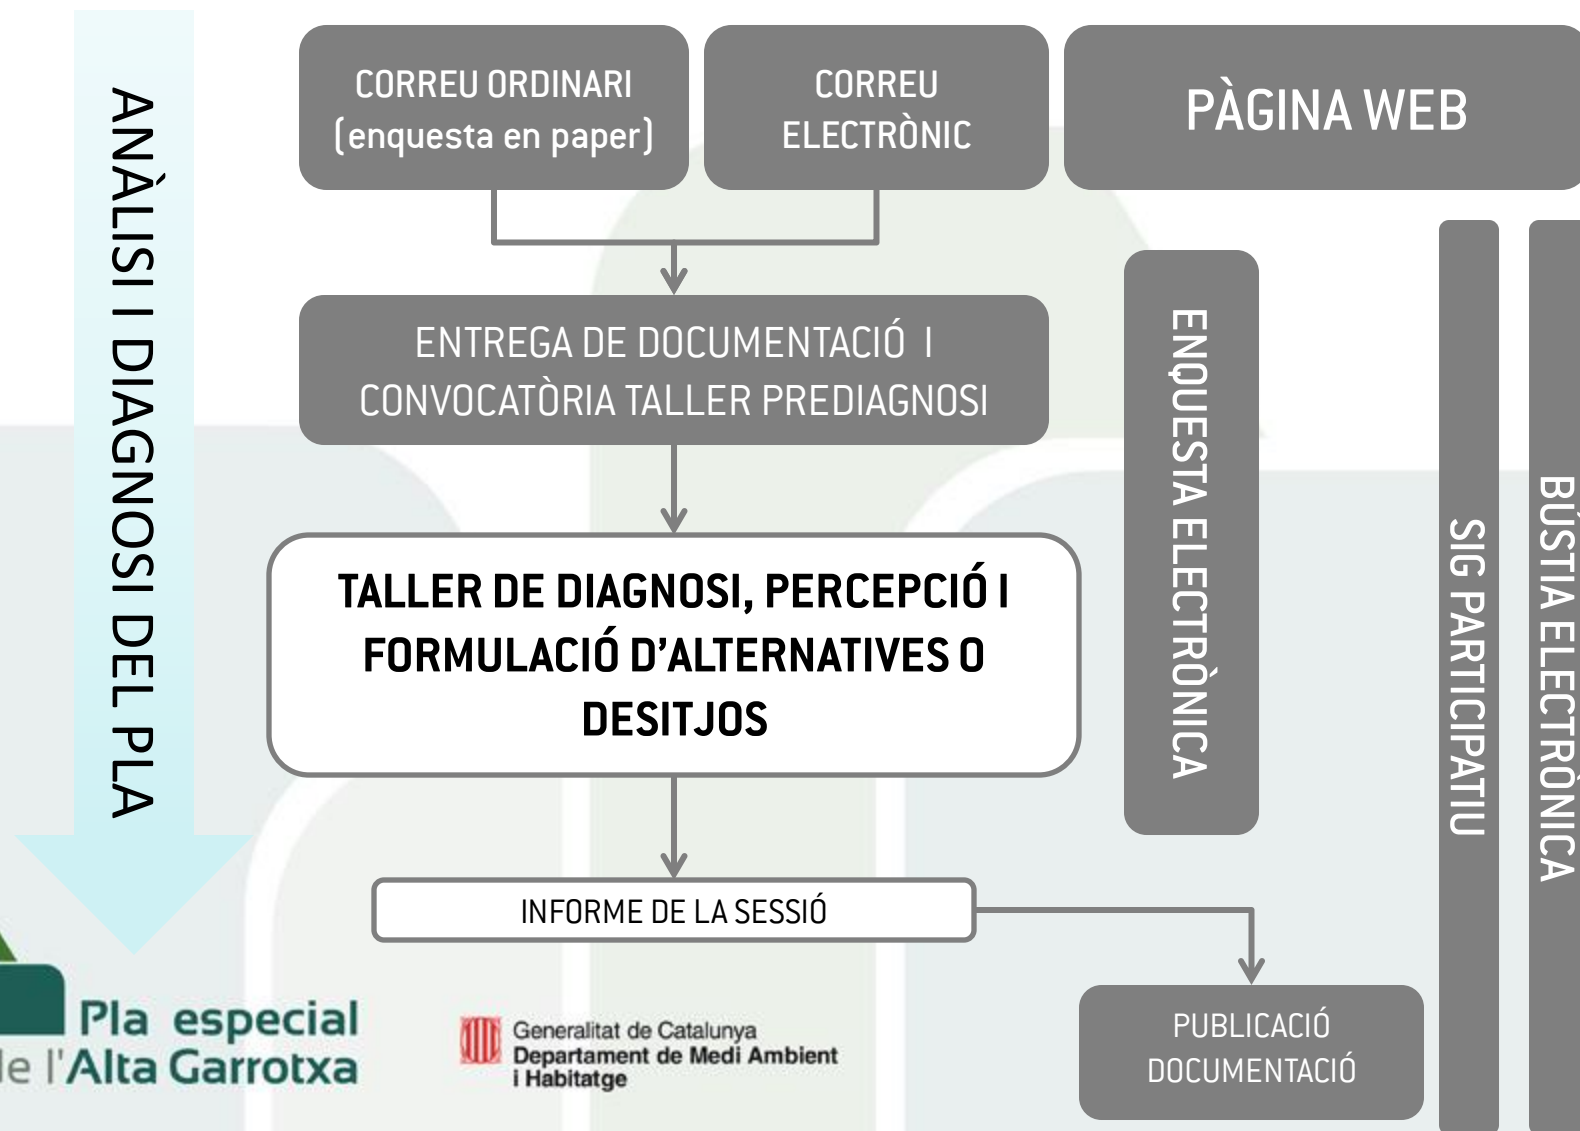 ANÀLISI I DIAGNOSI DEL PLA
CORREU ORDINARI
(enquesta en paper)
CORREU
ELECTRÒNIC
PÀGINA WEB
ENTREGA DE DOCUMENTACIÓ I
CONVOCATÒRIA TALLER PREDIAGNOSI
TALLER DE DIAGNOSI, PERCEPCIÓ I
FORMULACIÓ D’ALTERNATIVES O
DESITJOS
INFORME DE LA SESSIÓ
ENQUESTA ELECTRÒNICA
SIG PARTICIPATIU
BÚSTIA ELECTRÒNICA
PUBLICACIÓ
DOCUMENTACIÓ
Pla especial
de l'Alta Garrotxa
Generalitat de Catalunya
Departament de Medi Ambient
i Habitatge